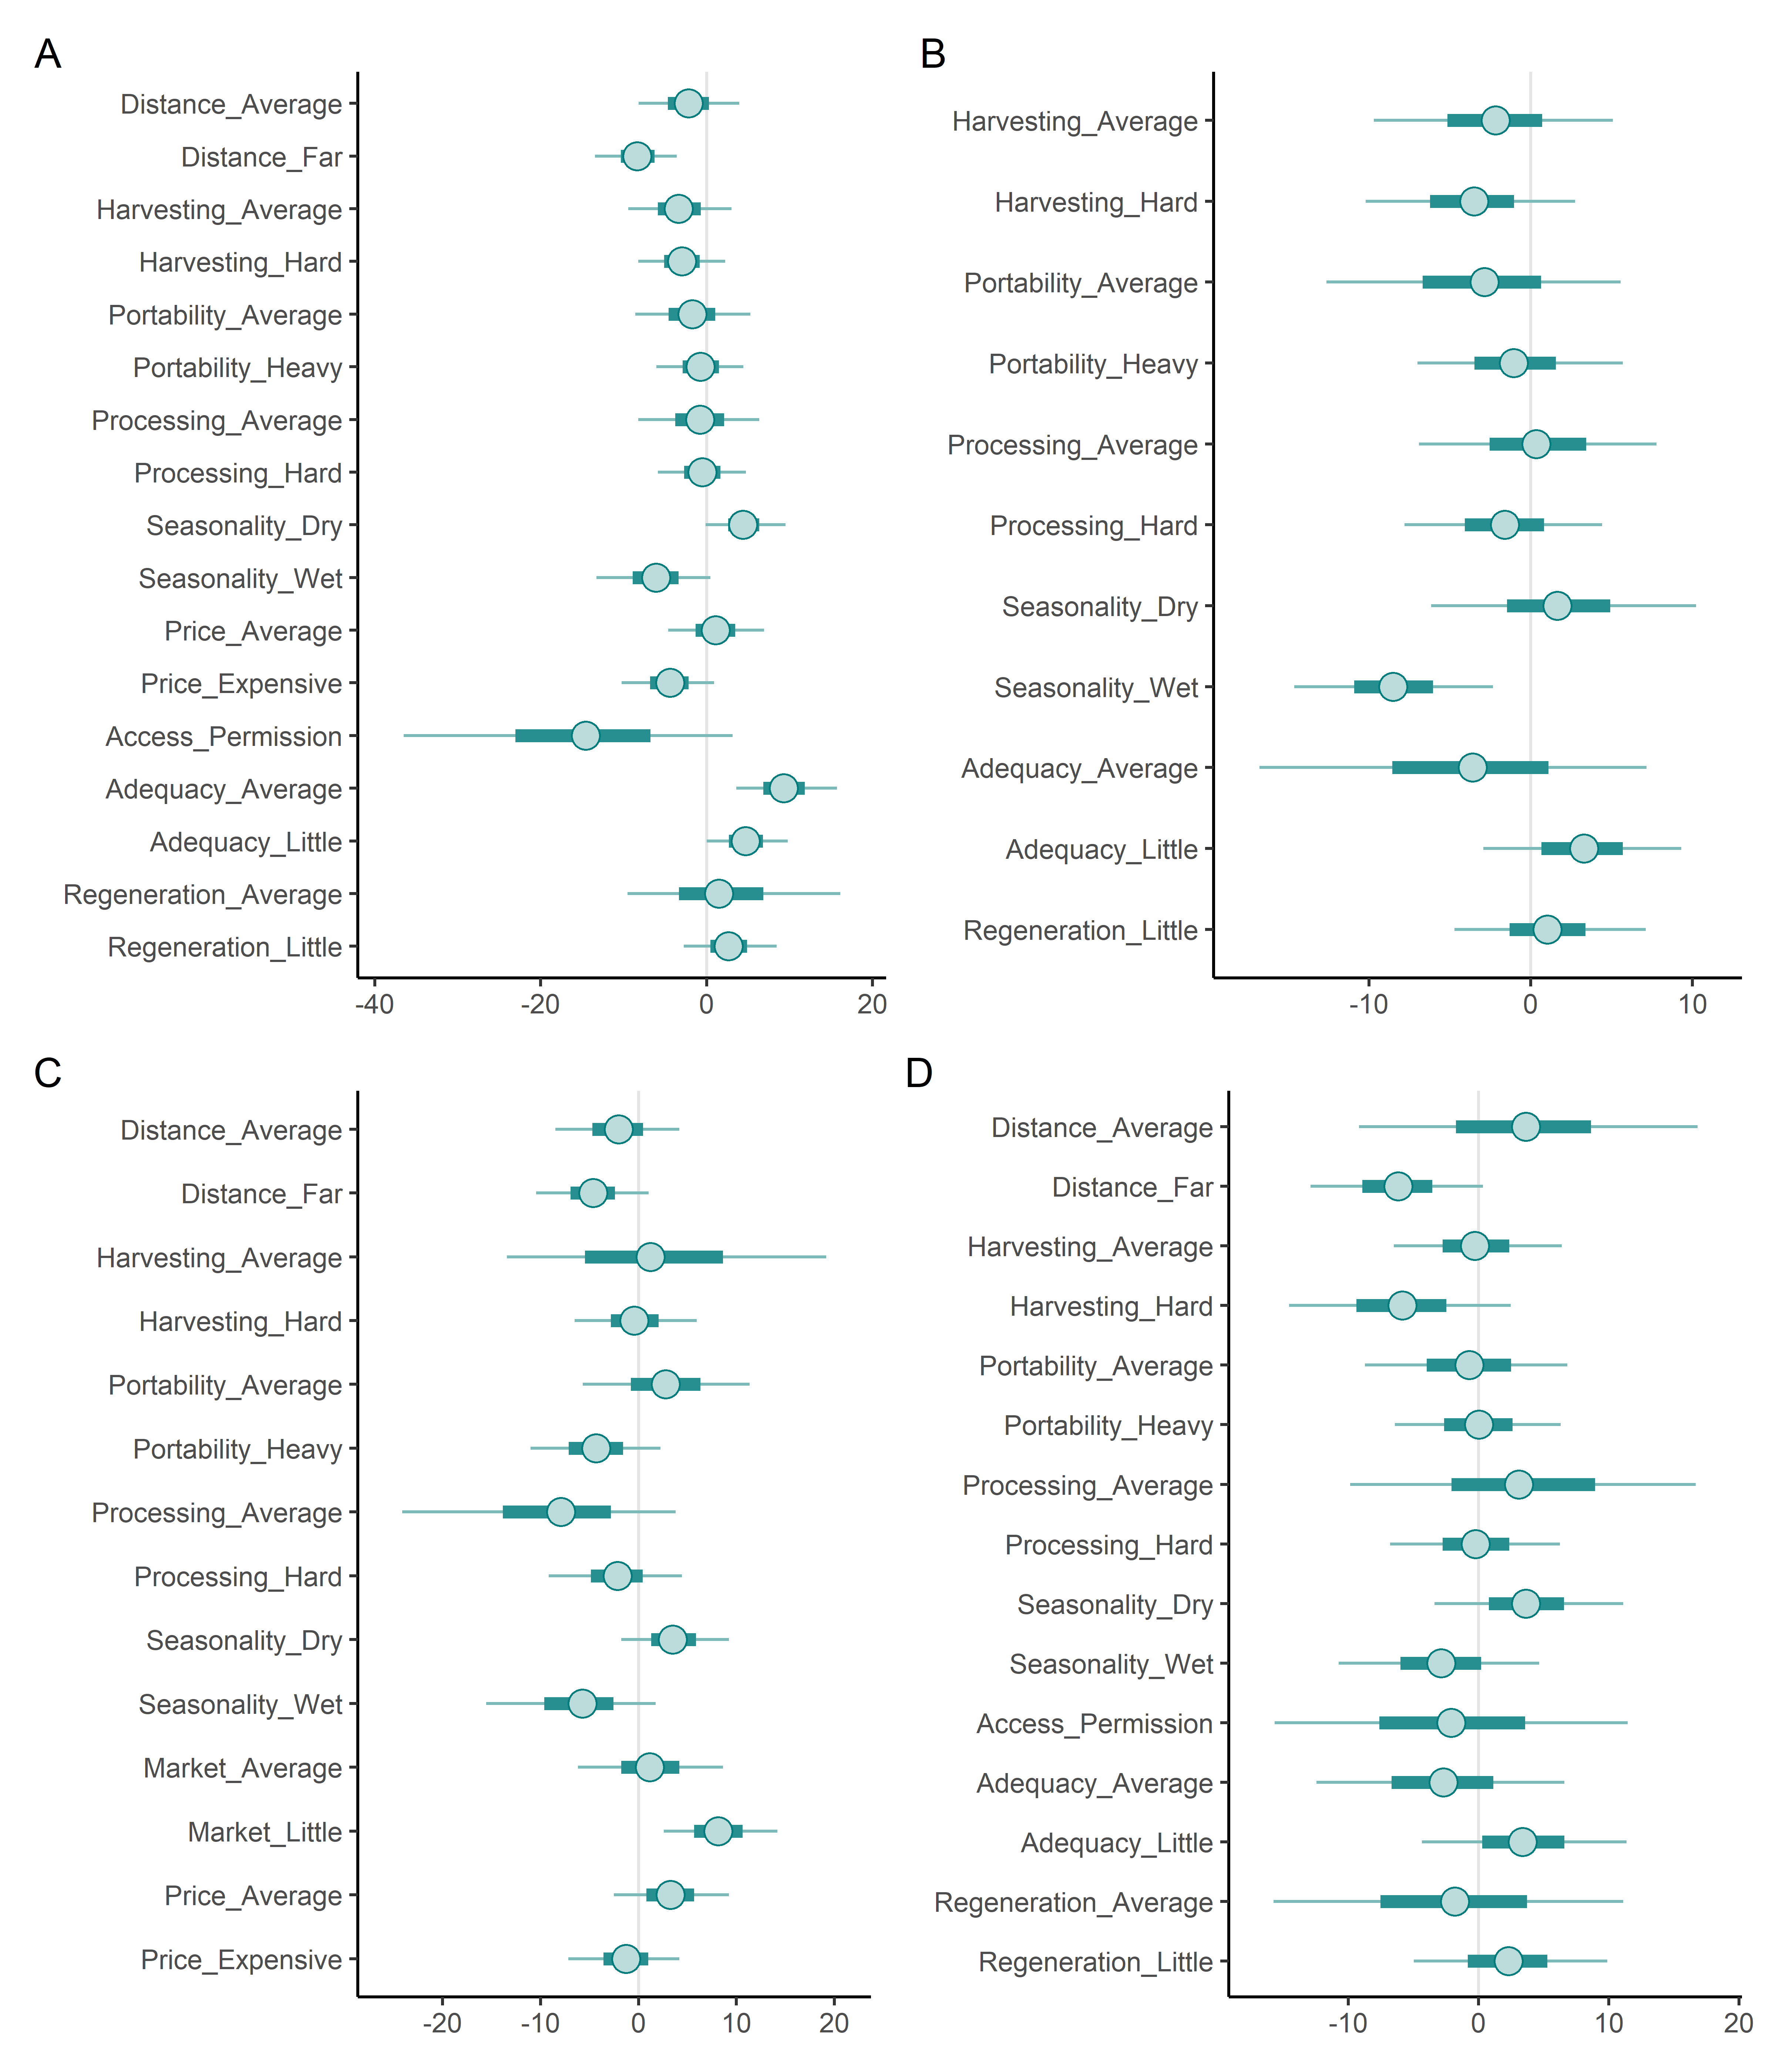 A
Distance_Average
Distance_Far
Harvesting_Average
Harvesting_Hard
Portability_Average
Portability_Heavy
Processing_Average
Processing_Hard
Seasonality_Dry
Seasonality_Wet
Price_Average
Price_Expensive
Access_Permission
Adequacy_Average
Adequacy_Little
Regeneration_Average
Regeneration_Little
-40 -20 0 20
B
Harvesting_Average
Harvesting_Hard
Portability_Average
Portability_Heavy
Processing_Average
Processing_Hard
Seasonality_Dry
Seasonality_Wet
Adequacy_Average
Adequacy_Little
Regeneration_Little
-10 0 10
C
Distance_Average
Distance_Far
Harvesting_Average
Harvesting_Hard
Portability_Average
Portability_Heavy
Processing_Average
Processing_Hard
Seasonality_Dry
Seasonality_Wet
Market_Average
Market_Little
Price_Average
Price_Expensive
-20 -10 0 10 20
D
Distance_Average
Distance_Far
Harvesting_Average
Harvesting_Hard
Portability_Average
Portability_Heavy
Processing_Average
Processing_Hard
Seasonality_Dry
Seasonality_Wet
Access_Permission
Adequacy_Average
Adequacy_Little
Regeneration_Average
Regeneration_Little
-10 0 10 20